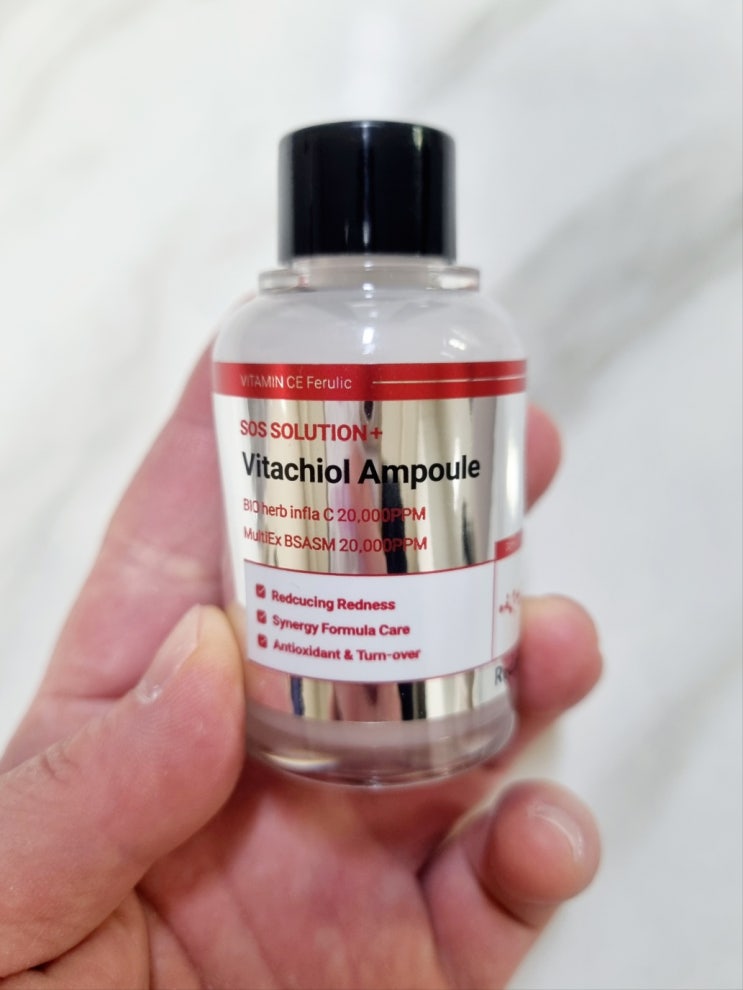 VITAMIN CE Ferulic
SOS SOLUTION+
Vitachiol Ampoule
BIO herb infla C 20,000PPM
MultiEx BSASM 20,000PPM
Redcucing Redness
Synergy Formula Care
Antioxidant & Turn-over